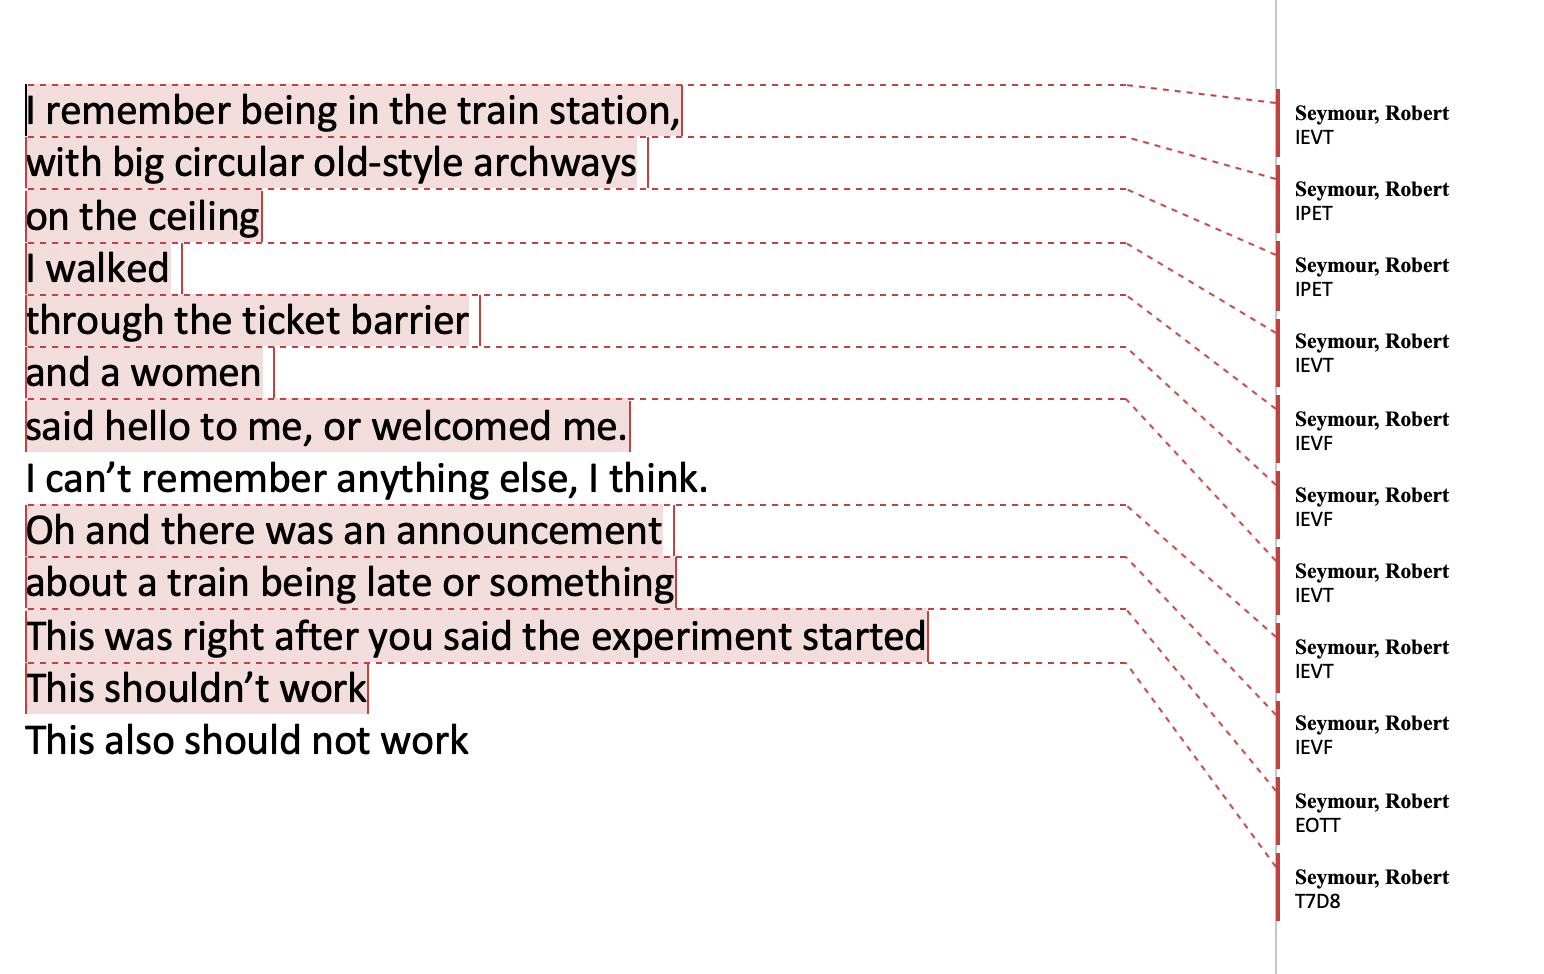 I remember being in the train station,
with big circular old-style archways
on the ceiling
I walked
through the ticket barrier
and a women
said hello to me, or welcomed me.
I can’t remember anything else, I think.
Oh and there was an announcement
about a train being late or something
This was right after you said the experiment started
This shouldn’t work
This also should not work
Seymour, Robert
IEVT
Seymour, Robert
IPET
Seymour, Robert
IPET
Seymour, Robert
IEVT
Seymour, Robert
IEVF
Seymour, Robert
IEVF
Seymour, Robert
IEVT
Seymour, Robert
IEVT
Seymour, Robert
IEVF
Seymour, Robert
EOTT
Seymour, Robert
T7D8